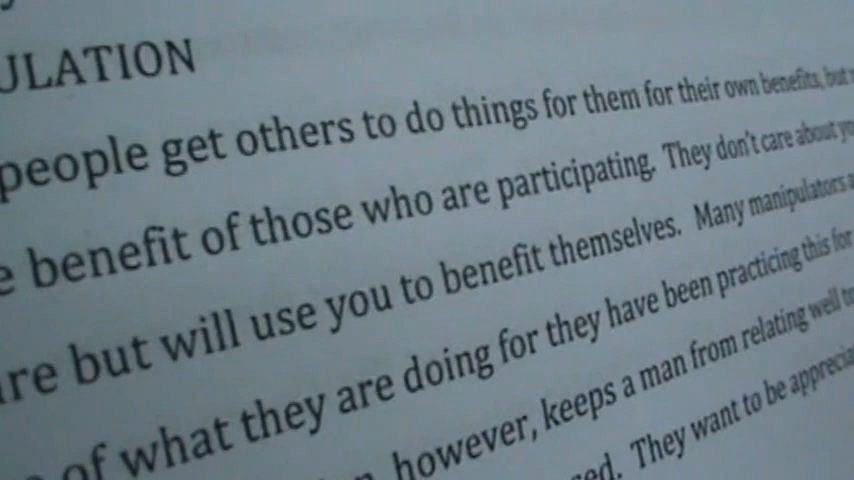 ULATION
people get others to do things for them for their own benefits, but
benefit of those who are participating. They don't care about
but will use you to benefit themselves. Many manipulators
of what they are doing for they have been practicing this for
however, keeps a man from relating well
They want to be